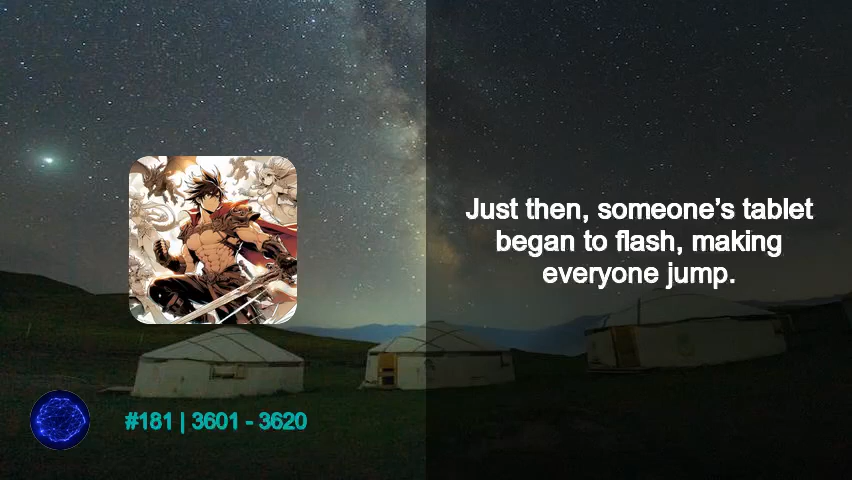 Just then, someone’s tablet
began to flash, making
everyone jump.
#181 | 3601 - 3620